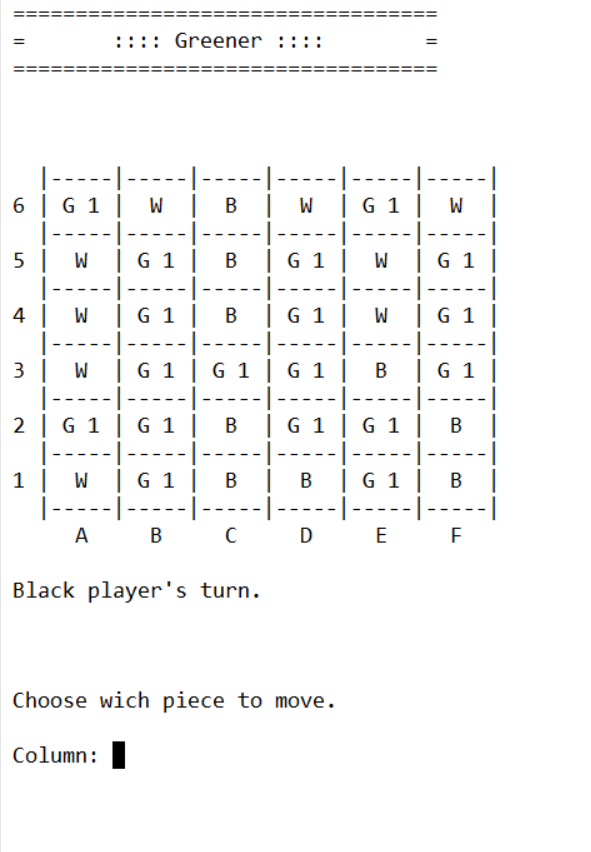 ==================================
=       :::: Greener ::::        =
==================================
  |-----|-----|-----|-----|-----|-----|
6 | G 1 |  W  |  B  |  W  | G 1 |  W  |
  |-----|-----|-----|-----|-----|-----|
5 |  W  | G 1 |  B  | G 1 |  W  | G 1 |
  |-----|-----|-----|-----|-----|-----|
4 |  W  | G 1 |  B  | G 1 |  W  | G 1 |
  |-----|-----|-----|-----|-----|-----|
3 |  W  | G 1 | G 1 | G 1 |  B  | G 1 |
  |-----|-----|-----|-----|-----|-----|
2 | G 1 | G 1 |  B  | G 1 | G 1 |  B  |
  |-----|-----|-----|-----|-----|-----|
1 |  W  | G 1 |  B  |  B  | G 1 |  B  |
  |-----|-----|-----|-----|-----|-----|
     A     B     C     D     E     F
Black player's turn.
Choose wich piece to move.
Column: